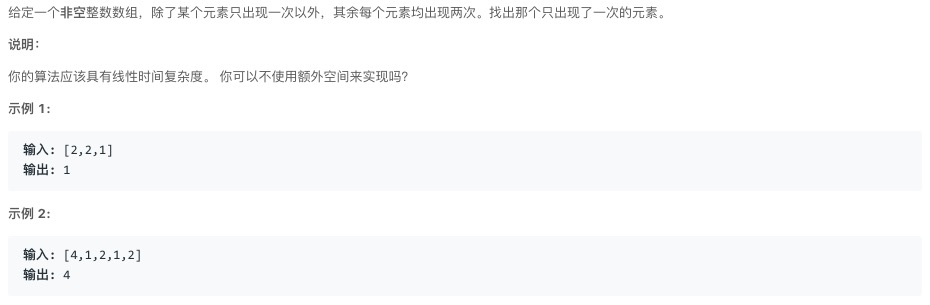 给定一个非空整数数组，除了某个元素只出现一次以外，其余每个元素均出现两次。找出那个只出现了一次的元素。
说明：
你的算法应该具有线性时间复杂度。 你可以不使用额外空间来实现吗？
示例 1:
输入: [2,2,1]
输出: 1
示例 2:
输入: [4,1,2,1,2]
输出: 4